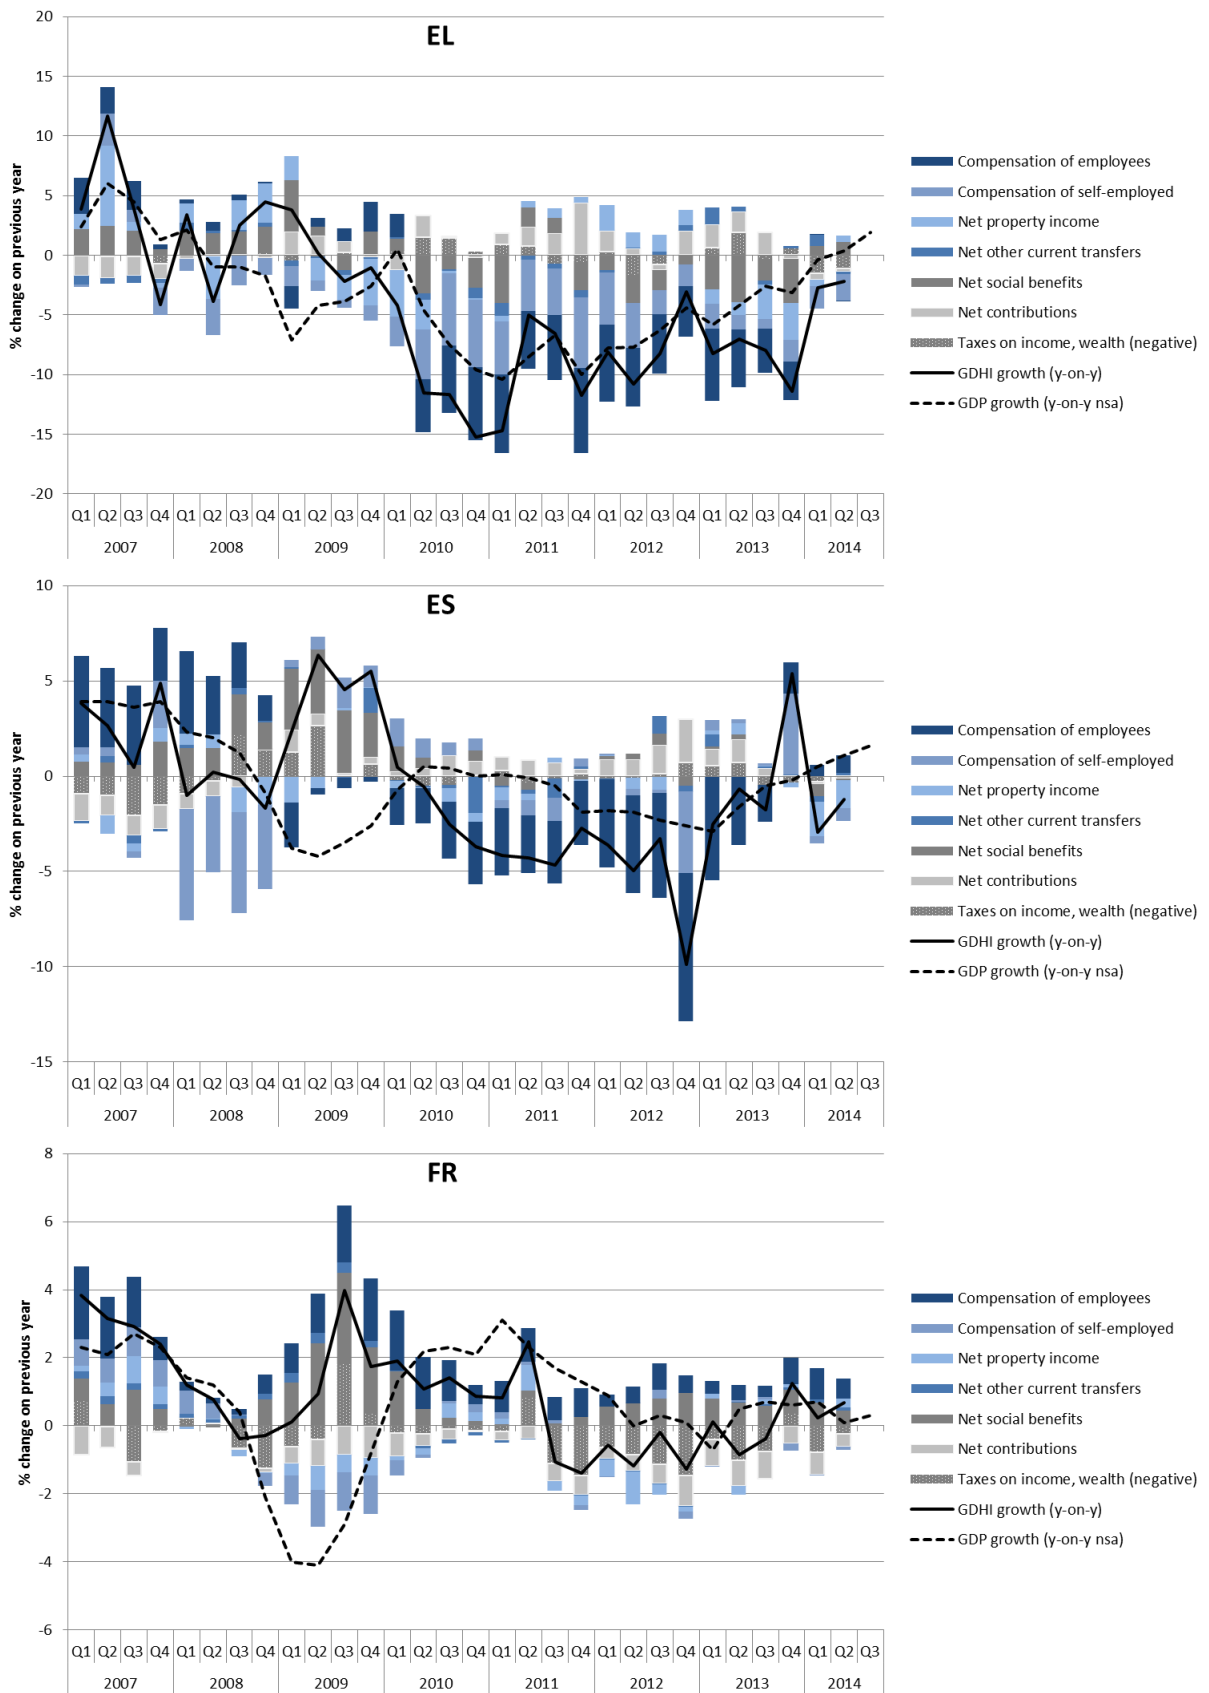 EL
% change on previous year
20
15
10
5
0
-5
-10
-15
-20
Q1 Q2 Q3 Q4 Q1 Q2 Q3 Q4 Q1 Q2 Q3 Q4 Q1 Q2 Q3 Q4 Q1 Q2 Q3 Q4 Q1 Q2 Q3 Q4 Q1 Q2 Q3 Q4 Q1 Q2 Q3
2007 2008 2009 2010 2011 2012 2013 2014
Compensation of employees
Compensation of self-employed
Net property income
Net other current transfers
Net social benefits
Net contributions
Taxes on income, wealth (negative)
GDHI growth (y-on-y)
GDP growth (y-on-y nsa)
ES
% change on previous year
10
5
0
-5
-10
-15
Q1 Q2 Q3 Q4 Q1 Q2 Q3 Q4 Q1 Q2 Q3 Q4 Q1 Q2 Q3 Q4 Q1 Q2 Q3 Q4 Q1 Q2 Q3 Q4 Q1 Q2 Q3 Q4 Q1 Q2 Q3
2007 2008 2009 2010 2011 2012 2013 2014
Compensation of employees
Compensation of self-employed
Net property income
Net other current transfers
Net social benefits
Net contributions
Taxes on income, wealth (negative)
GDHI growth (y-on-y)
GDP growth (y-on-y nsa)
FR
% change on previous year
8
6
4
2
0
-2
-4
-6
Q1 Q2 Q3 Q4 Q1 Q2 Q3 Q4 Q1 Q2 Q3 Q4 Q1 Q2 Q3 Q4 Q1 Q2 Q3 Q4 Q1 Q2 Q3 Q4 Q1 Q2 Q3 Q4 Q1 Q2 Q3
2007 2008 2009 2010 2011 2012 2013 2014
Compensation of employees
Compensation of self-employed
Net property income
Net other current transfers
Net social benefits
Net contributions
Taxes on income, wealth (negative)
GDHI growth (y-on-y)
GDP growth (y-on-y nsa)